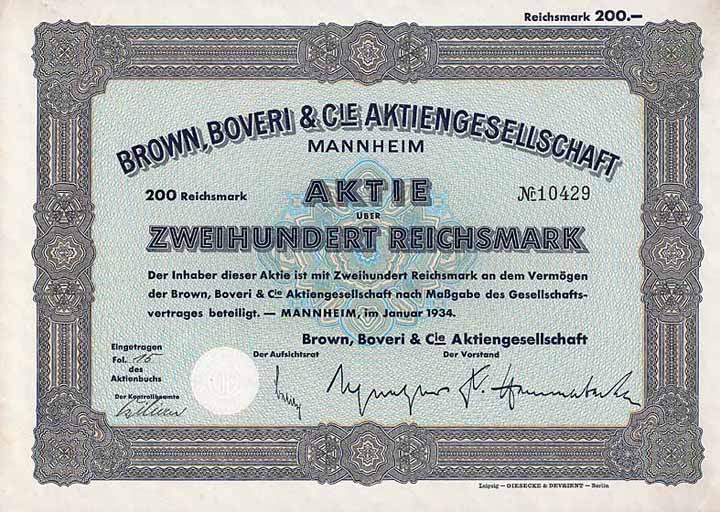 Reichsmark 200.—
BROWN, BOVERI & CIE AKTIENGESELLSCHAFT
MANNHEIM
200 Reichsmark
AKTIE
№ 10429
ÜBER
ZWEIHUNDERT REICHSMARK
Der Inhaber dieser Aktie ist mit Zweihundert Reichsmark an dem Vermögen
der Brown, Boveri & Cie Aktiengesellschaft nach Maßgabe des Gesellschafts-
vertrages beteiligt. — MANNHEIM, im Januar 1934.
Brown, Boveri & Cie Aktiengesellschaft
Eingetragen
Fol. 15
des
Aktienbuchs
Der Aufsichtsrat
Der Vorstand
Der Kontrollbeamte
Leipzig – GIESECKE & DEVRIENT – Berlin